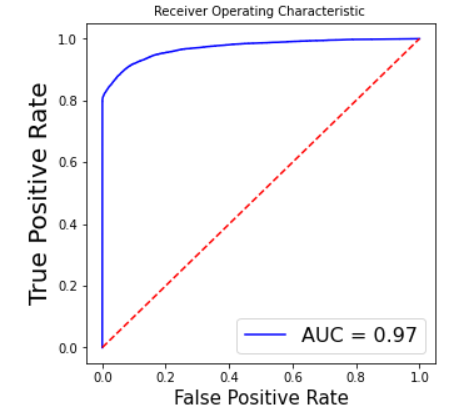 Receiver Operating Characteristic
True Positive Rate
1.0
0.8
0.6
0.4
0.2
0.0
AUC = 0.97
0.0 0.2 0.4 0.6 0.8 1.0
False Positive Rate